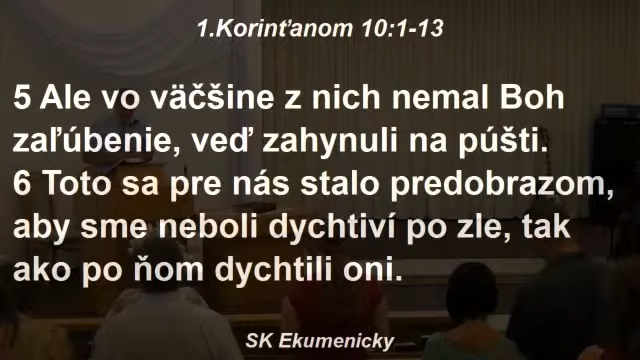 1.Korinťanom 10:1-13
5 Ale vo väčšine z nich nemal Boh
zaľúbenie, veď zahynuli na púšti.
6 Toto sa pre nás stalo predobrazom,
aby sme neboli dychtiví po zle, tak
ako po ňom dychtili oni.
SK Ekumenicky